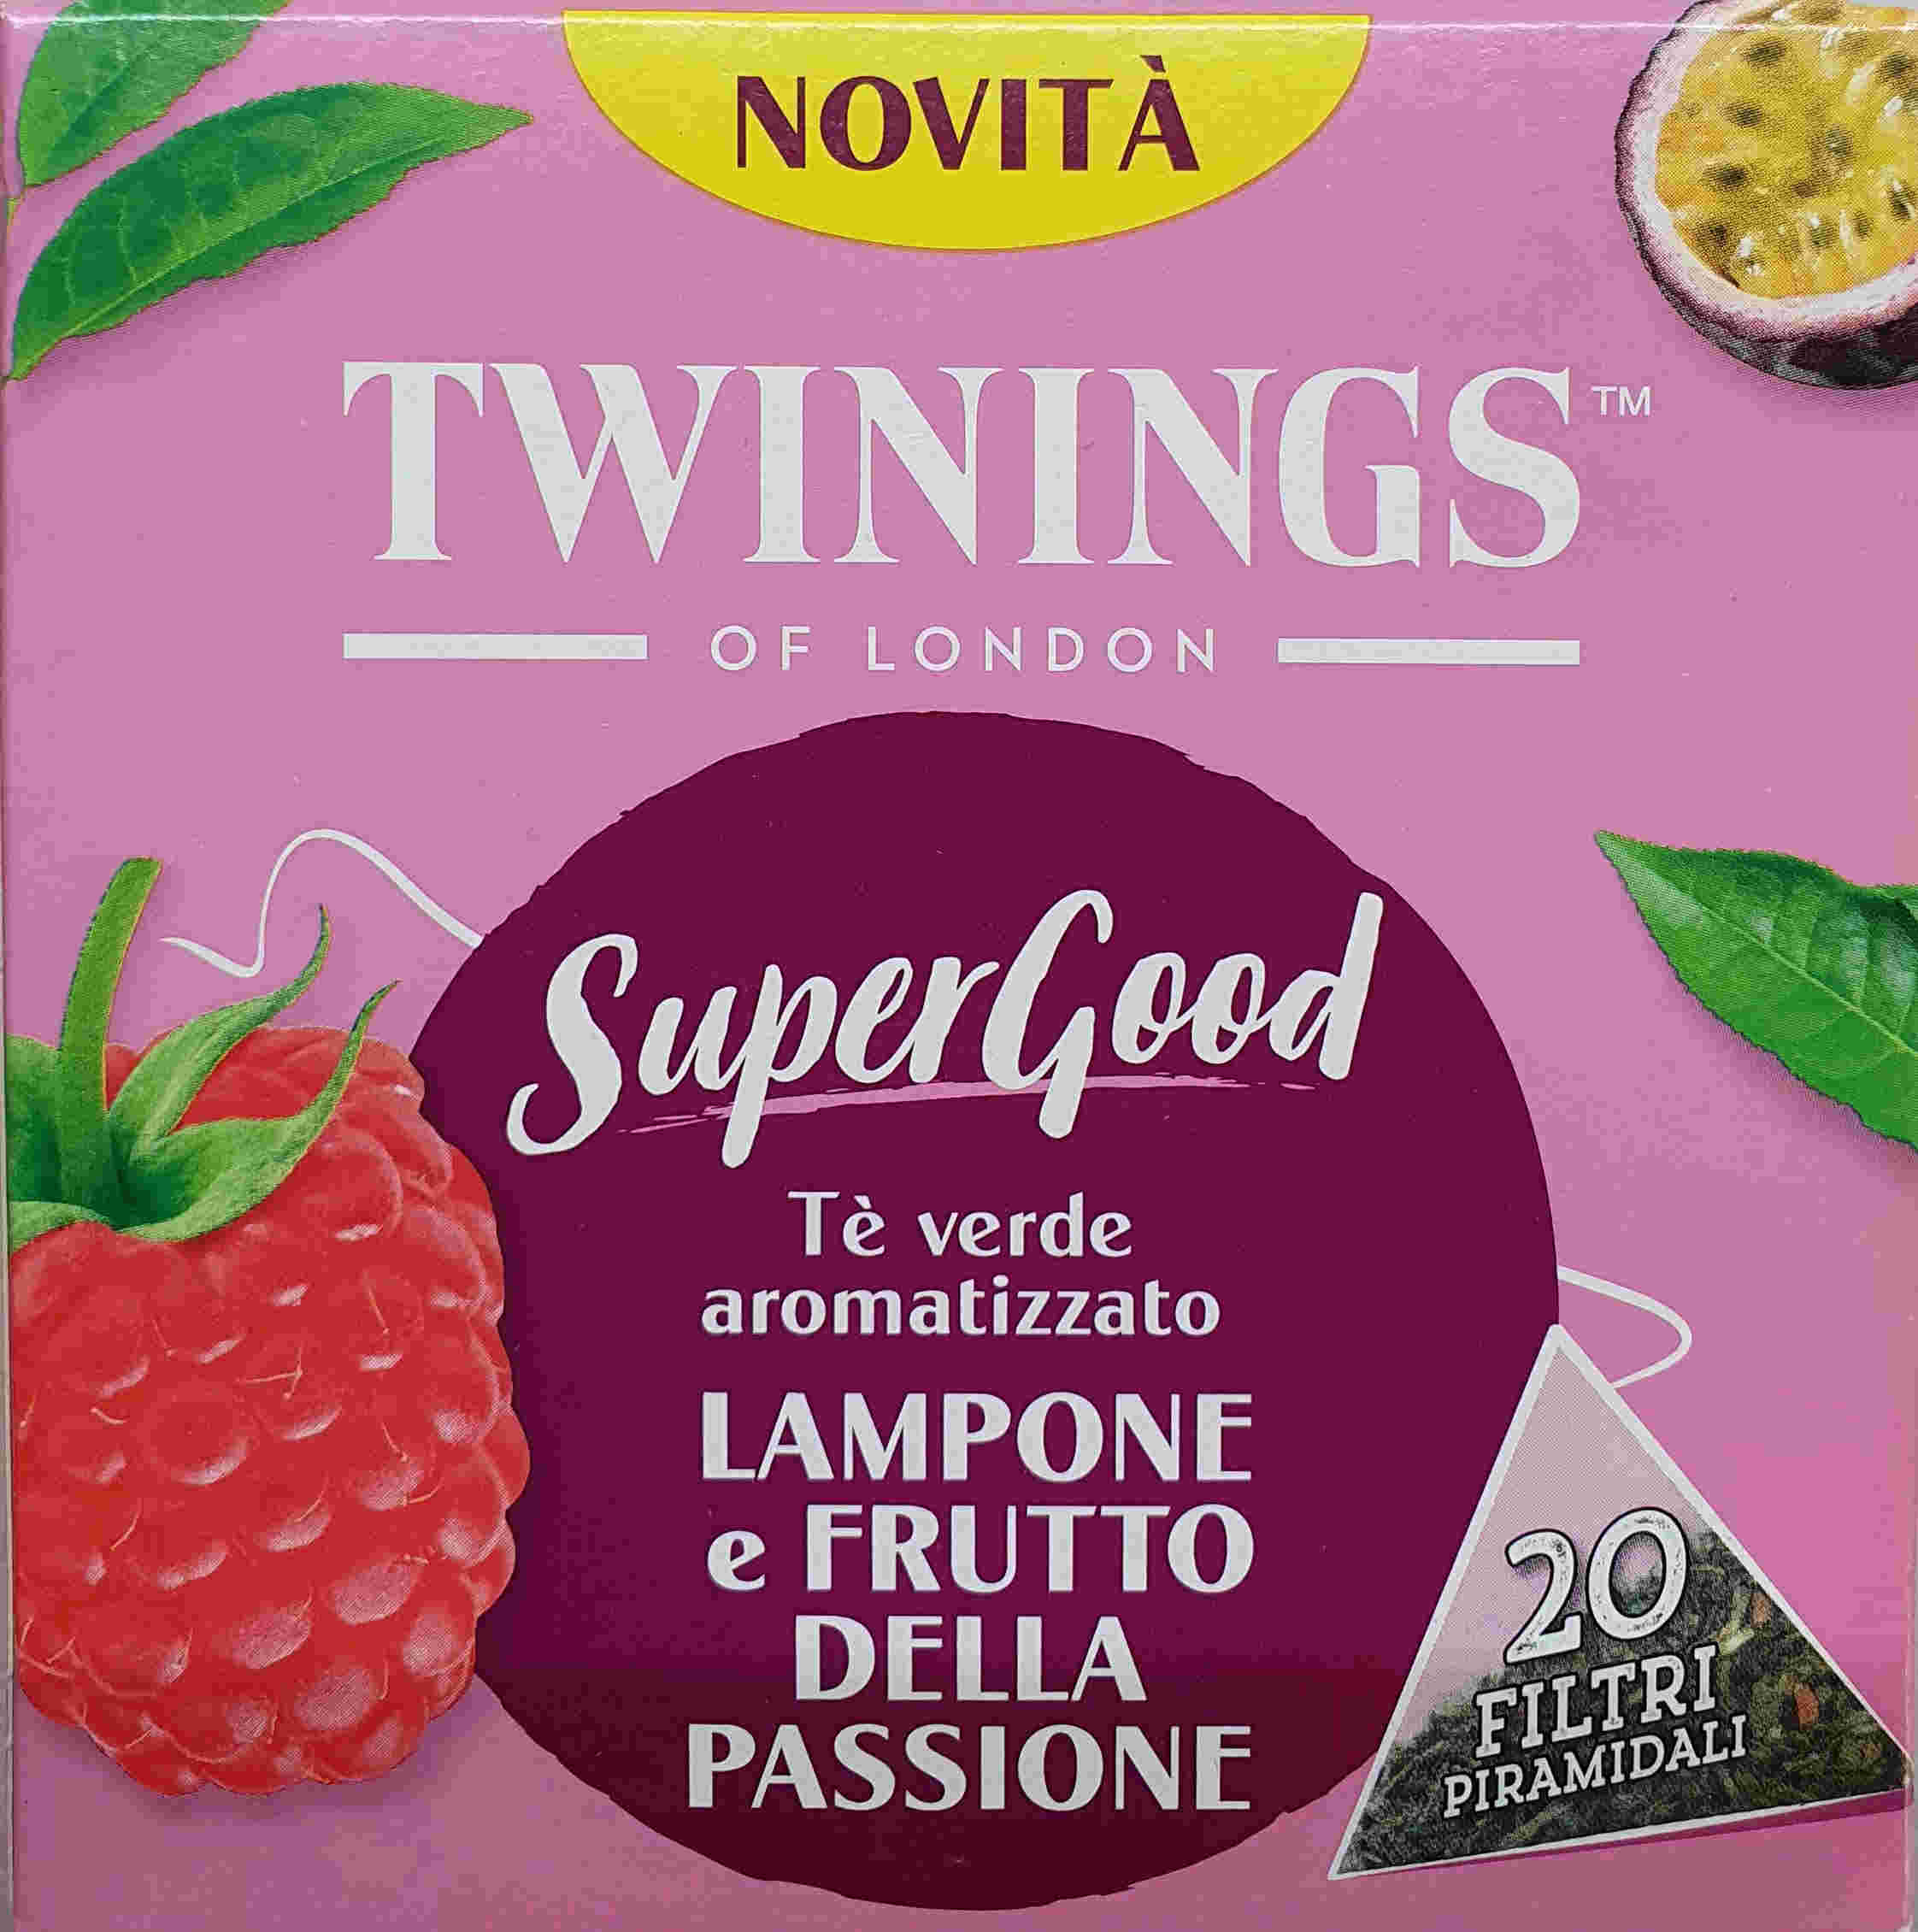 NOVITÀ
TWININGS™
OF LONDON
SuperGood
Tè verde
aromatizzato
LAMPONE
e FRUTTO
DELLA
PASSIONE
20
FILTRI
PIRAMIDALI